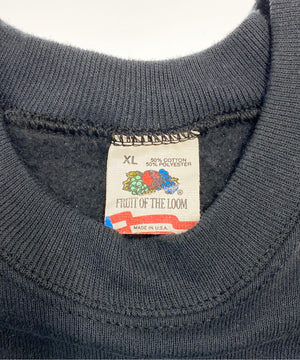 XL
50% COTTON
50% POLYESTER
FRUIT OF THE LOOM
MADE IN U.S.A.